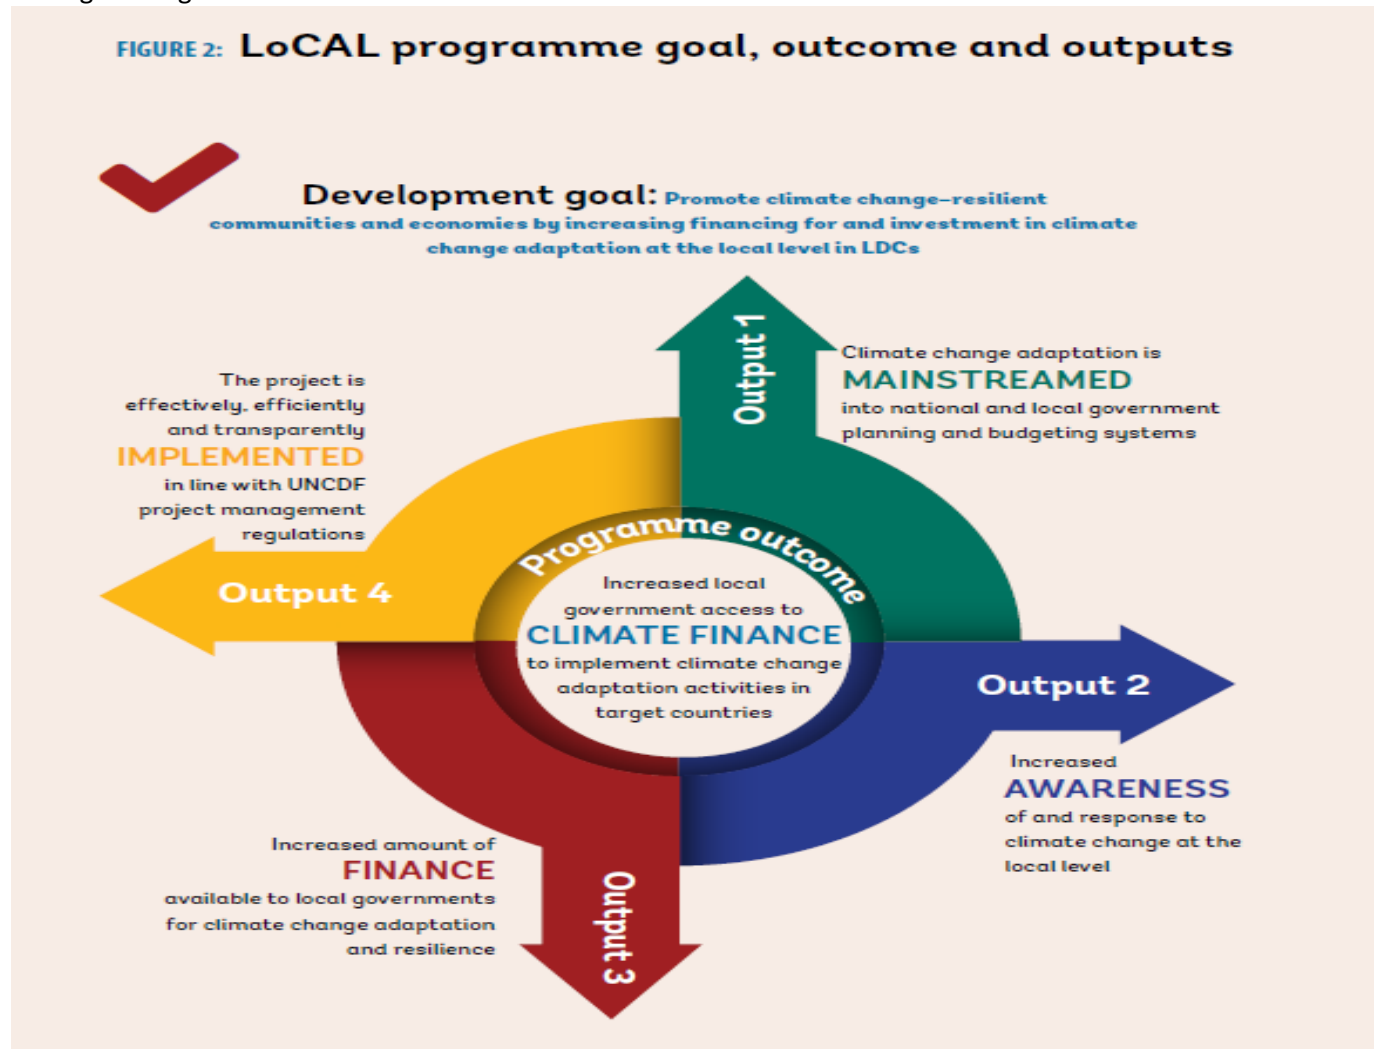 FIGURE 2: LoCAL programme goal, outcome and outputs
Development goal: Promote climate change–resilient
communities and economies by increasing financing for and investment in climate
change adaptation at the local level in LDCs
Output 1
Climate change adaptation is
MAINSTREAMED
into national and local government
planning and budgeting systems
The project is
effectively, efficiently
and transparently
IMPLEMENTED
in line with UNCDF
project management
regulations
Output 4
Programme outcome
Increased local
government access to
CLIMATE FINANCE
to implement climate change
adaptation activities in
target countries
Output 2
Increased
AWARENESS
of and response to
climate change at the
local level
Increased amount of
FINANCE
available to local governments
for climate change adaptation
and resilience
Output 3